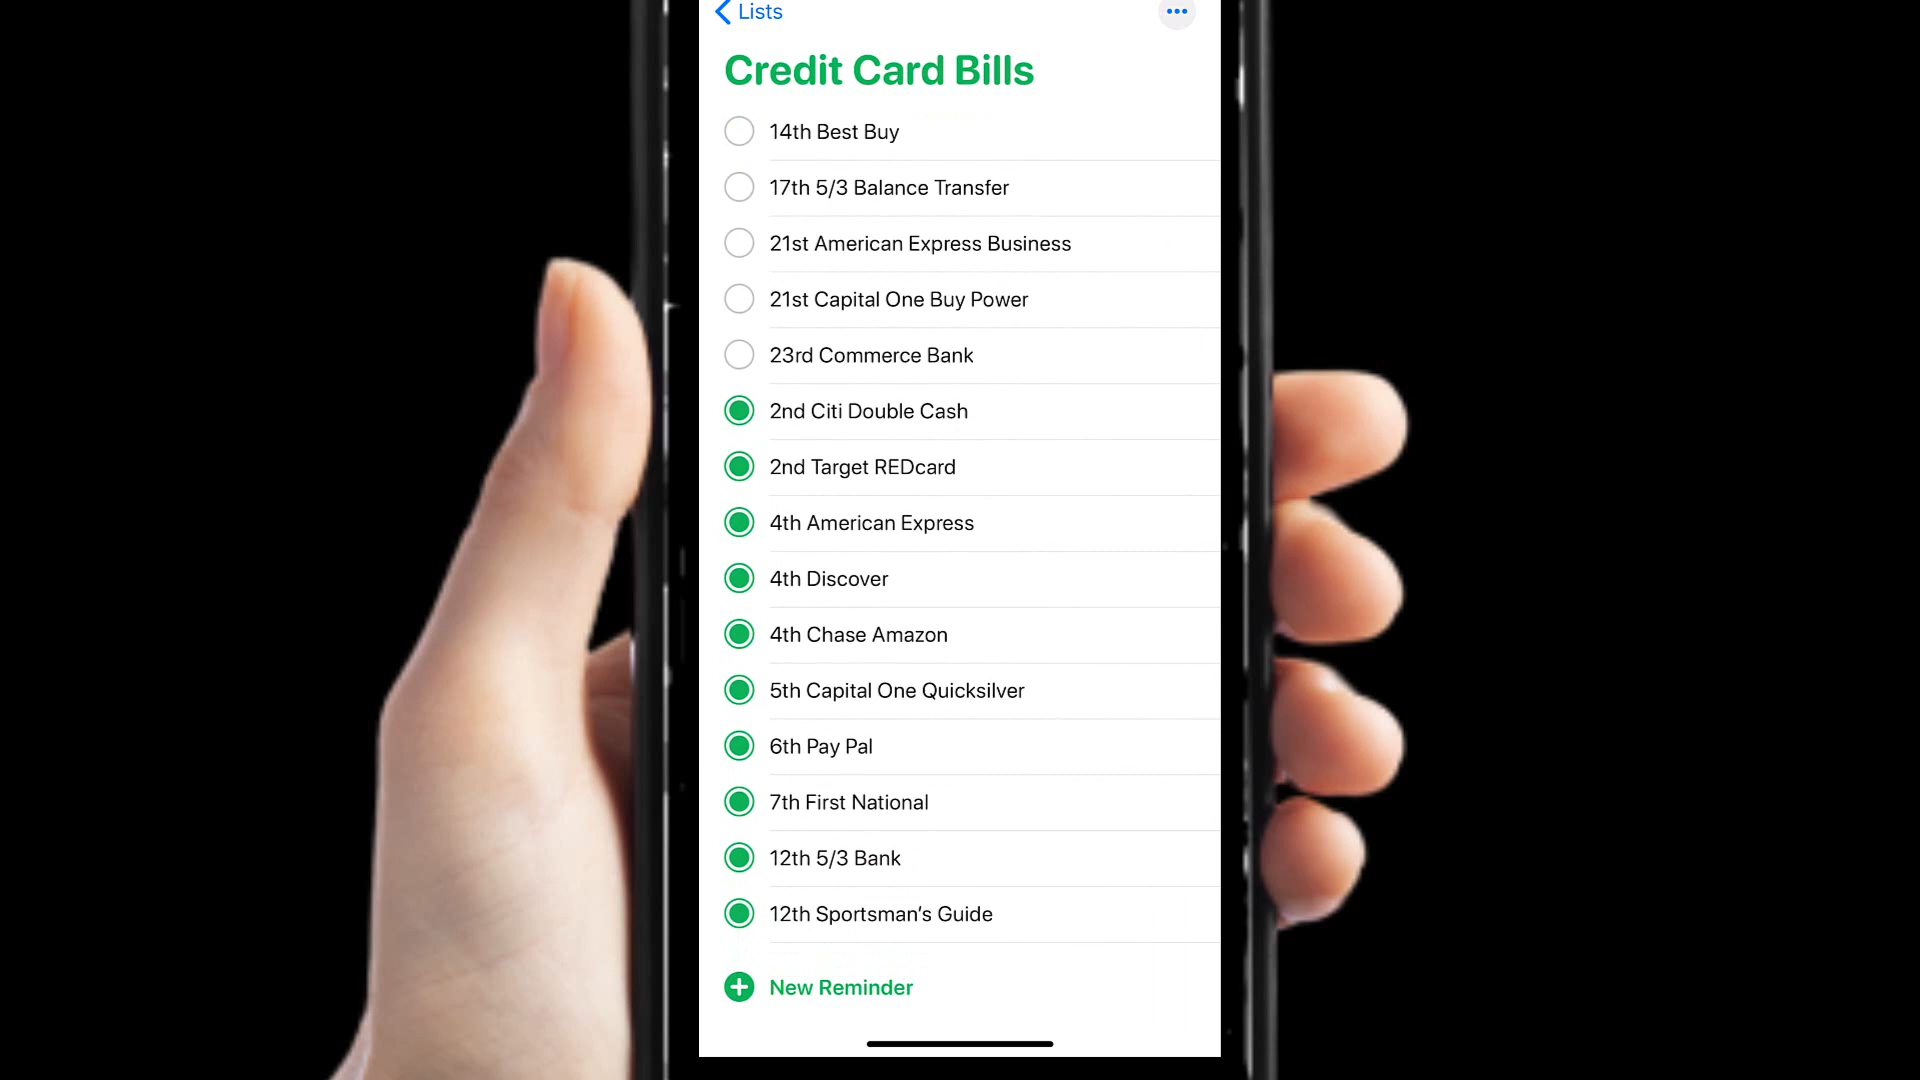 Lists
Credit Card Bills
14th Best Buy
17th 5/3 Balance Transfer
21st American Express Business
21st Capital One Buy Power
23rd Commerce Bank
2nd Citi Double Cash
2nd Target REDcard
4th American Express
4th Discover
4th Chase Amazon
5th Capital One Quicksilver
6th Pay Pal
7th First National
12th 5/3 Bank
12th Sportsman’s Guide
New Reminder